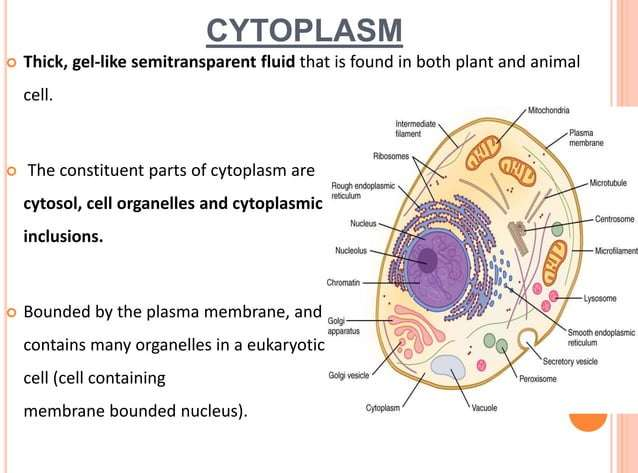 CYTOPLASM
Thick, gel-like semitransparent fluid that is found in both plant and animal
cell.
The constituent parts of cytoplasm are
cytosol, cell organelles and cytoplasmic
inclusions.
Bounded by the plasma membrane, and
contains many organelles in a eukaryotic
cell (cell containing
membrane bounded nucleus).
Mitochondria
Intermediate
filament
Plasma
membrane
Ribosomes
Rough endoplasmic
reticulum
Microtubule
Nucleus
Centrosome
Nucleolus
Microfilament
Chromatin
Lysosome
Golgi
apparatus
Smooth endoplasmic
reticulum
Secretory vesicle
Golgi vesicle
Peroxisome
Cytoplasm
Vacuole